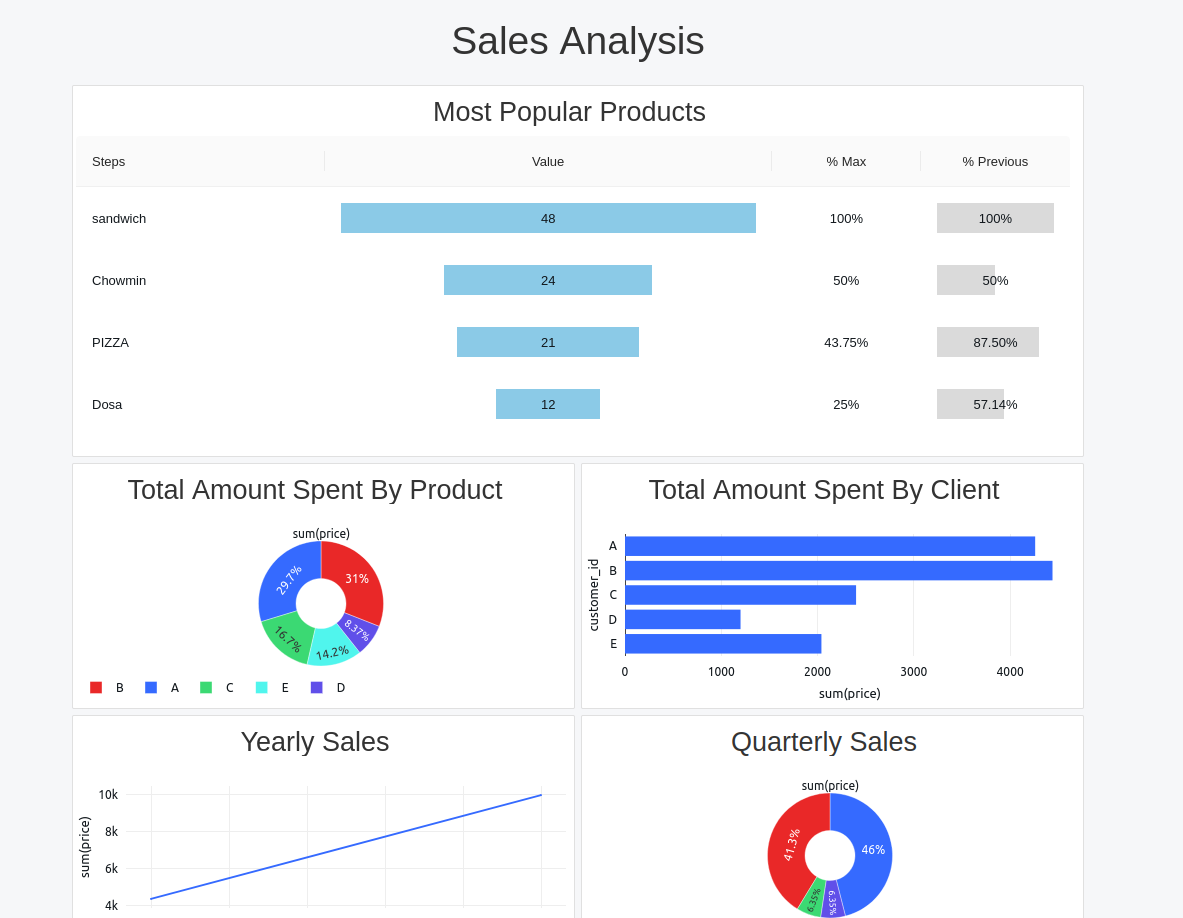 Sales Analysis
Most Popular Products
Steps Value % Max % Previous
sandwich 48 100% 100%
Chowmin 24 50% 50%
PIZZA 21 43.75% 87.50%
Dosa 12 25% 57.14%
Total Amount Spent By Product
sum(price)
29.7% 31%
16.7% 14.2% 8.37%
B A C E D
Total Amount Spent By Client
customer_id
A
B
C
D
E
0 1000 2000 3000 4000
sum(price)
Yearly Sales
sum(price)
10k
8k
6k
4k
Quarterly Sales
sum(price)
41.3% 46%
6.35% 6.35%